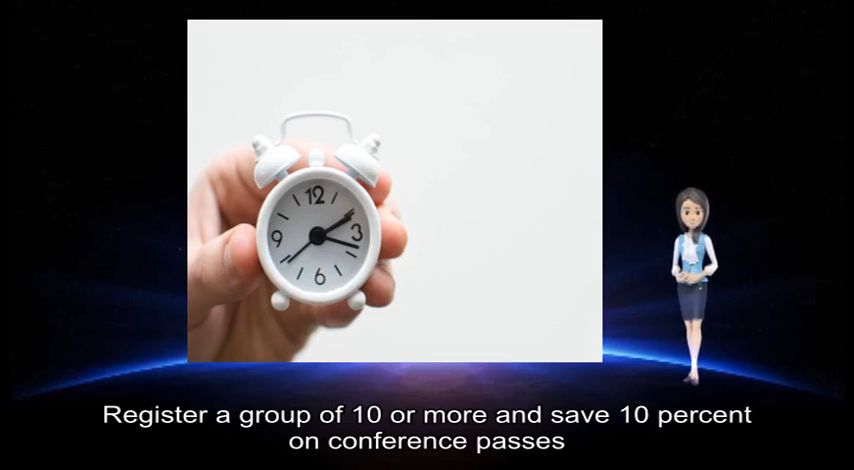 12
9 3
6
Register a group of 10 or more and save 10 percent
on conference passes